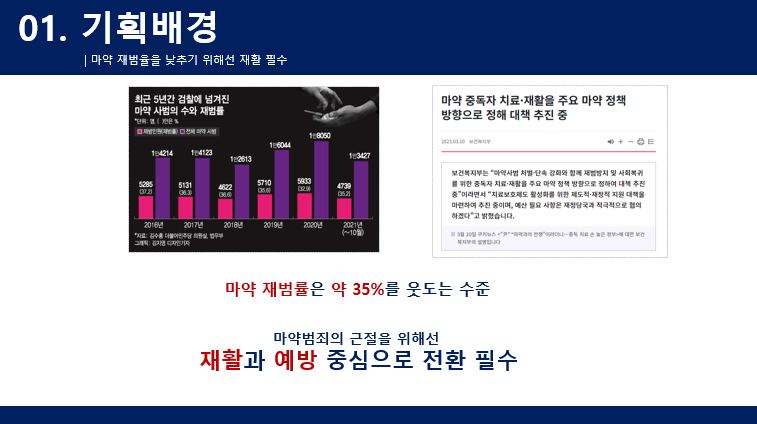 01. 기획배경
| 마약 재범율을 낮추기 위해선 재활 필수
최근 5년간 검찰에 넘겨진
마약 사범의 수와 재범률
*단위: 명, ( )안은 %
재범인원(재범률) 전체 마약 사범
1만4214 1만4123 1만2613 1만6044 1만8050 1만3427
5285 5131 4622 5710 5933 4739
(37.2) (36.3) (36.6) (35.6) (32.9) (35.2)
2016년 2017년 2018년 2019년 2020년 2021년
(~10월)
*자료: 김수흥 더불어민주당 의원실, 법무부
그래픽: 김지영 디자인기자
마약 중독자 치료·재활을 주요 마약 정책
방향으로 정해 대책 추진 중
2023.03.10 보건복지부
보건복지부는 "마약사범 처벌·단속 강화와 함께 재범방지 및 사회복귀
를 위한 중독자 치료·재활을 주요 마약 정책 방향으로 정하여 대책 추진
중"이라면서 "치료보호제도 활성화를 위한 제도적·재정적 지원 대책을
마련하여 추진 중이며, 예산 필요 사항은 재정당국과 적극적으로 협의
하겠다"고 밝혔습니다.
3월 10일 쿠키뉴스 <"尹" "마약과의 전쟁"이라더니…중독 치료 손 놓은 정부>에 대한 보건
복지부의 설명입니다
마약 재범률은 약 35%를 웃도는 수준
마약범죄의 근절을 위해선
재활과 예방 중심으로 전환 필수